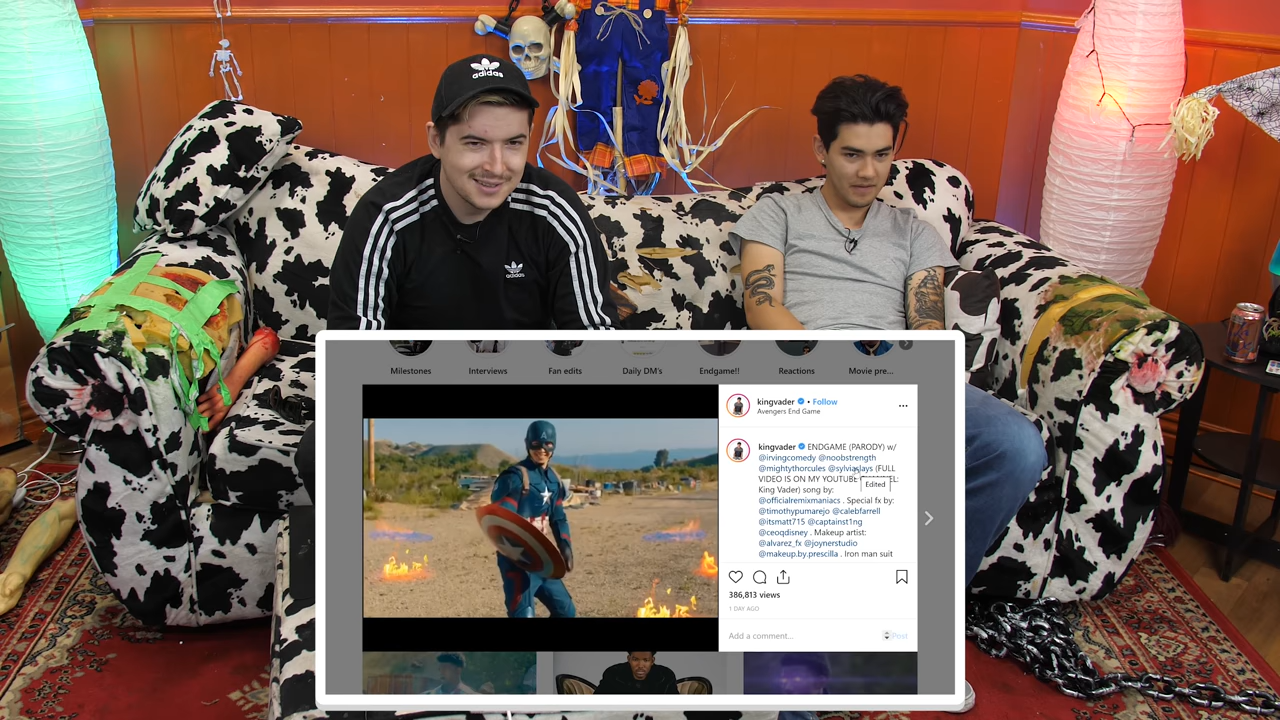 adidas
adidas
Milestones
Interviews
Fan edits
Daily DM's
Endgame!!
Reactions
Movie pre...
kingvader • Follow
Avengers End Game
kingvader ENDGAME (PARODY) w/
@irvingcomedy @noobstrength
@mightythorcules @sylviaplays (FULL
VIDEO IS ON MY YOUTUBE CHANNEL:
Edited
King Vader) song by:
@officialremixmaniacs . Special fx by:
@timothypumarejo @calebfarrell
@itsmatt715 @captainst1ng
@ceoqdisney . Makeup artist:
@alvarez_fx @joynerstudio
@makeup.by.prescilla . Iron man suit
386,813 views
1 DAY AGO
Add a comment...
Post